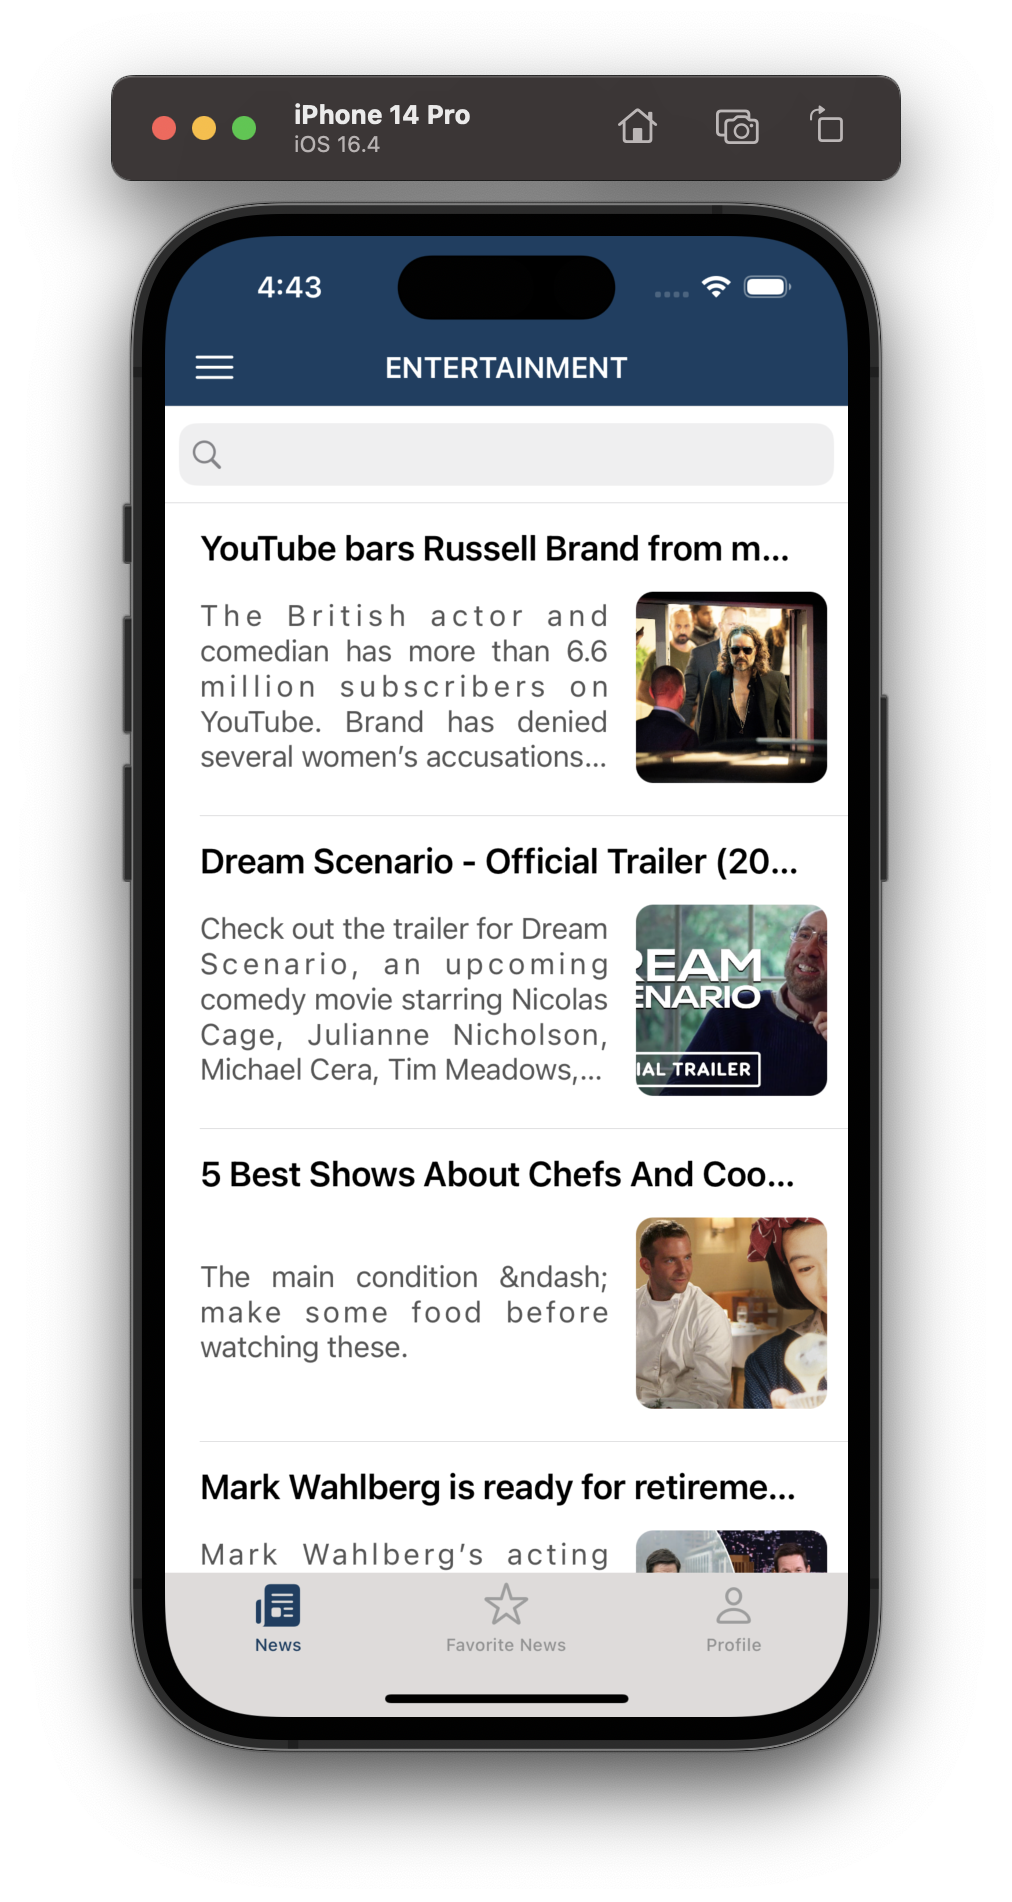 iPhone 14 Pro
iOS 16.4
4:43
ENTERTAINMENT
YouTube bars Russell Brand from m...
The British actor and
comedian has more than 6.6
million subscribers on
YouTube. Brand has denied
several women’s accusations...
Dream Scenario - Official Trailer (20...
Check out the trailer for Dream
Scenario, an upcoming
comedy movie starring Nicolas
Cage, Julianne Nicholson,
Michael Cera, Tim Meadows,...
REAM
ENARIO
IAL TRAILER
5 Best Shows About Chefs And Coo...
The main condition &ndash;
make some food before
watching these.
Mark Wahlberg is ready for retireme...
Mark Wahlberg’s acting
News
Favorite News
Profile